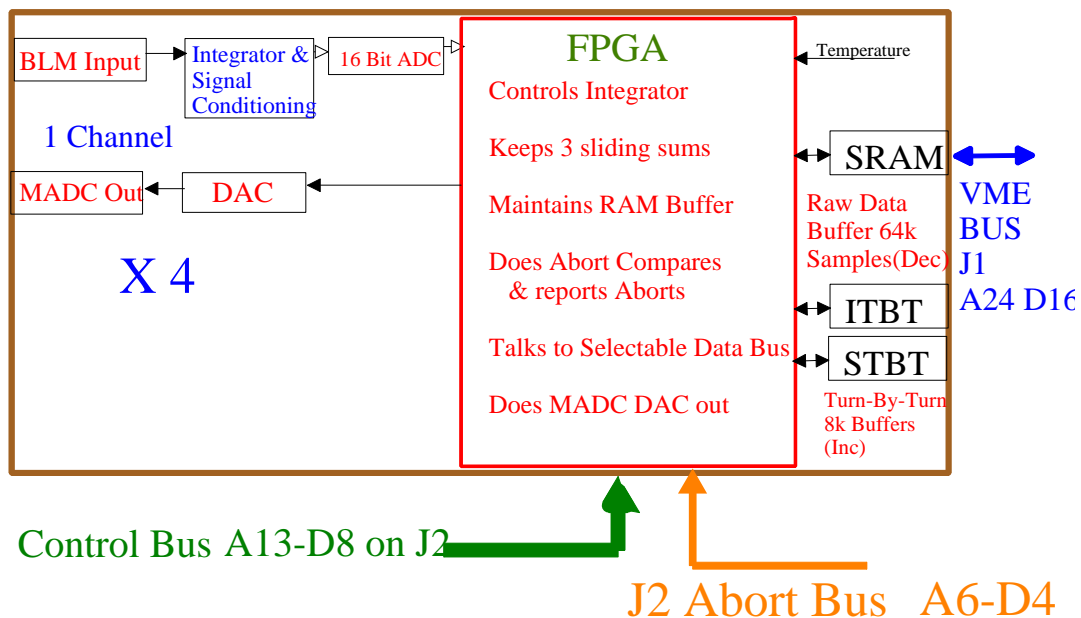 BLM Input
Integrator &
Signal
Conditioning
16 Bit ADC
1 Channel
MADC Out
DAC
X 4
FPGA
Controls Integrator
Keeps 3 sliding sums
Maintains RAM Buffer
Does Abort Compares
& reports Aborts
Talks to Selectable Data Bus
Does MADC DAC out
Temperature
SRAM
Raw Data
Buffer 64k
Samples(Dec)
ITBT
STBT
Turn-By-Turn
8k Buffers
(Inc)
VME
BUS
J1
A24 D16
Control Bus A13-D8 on J2
J2 Abort Bus A6-D4